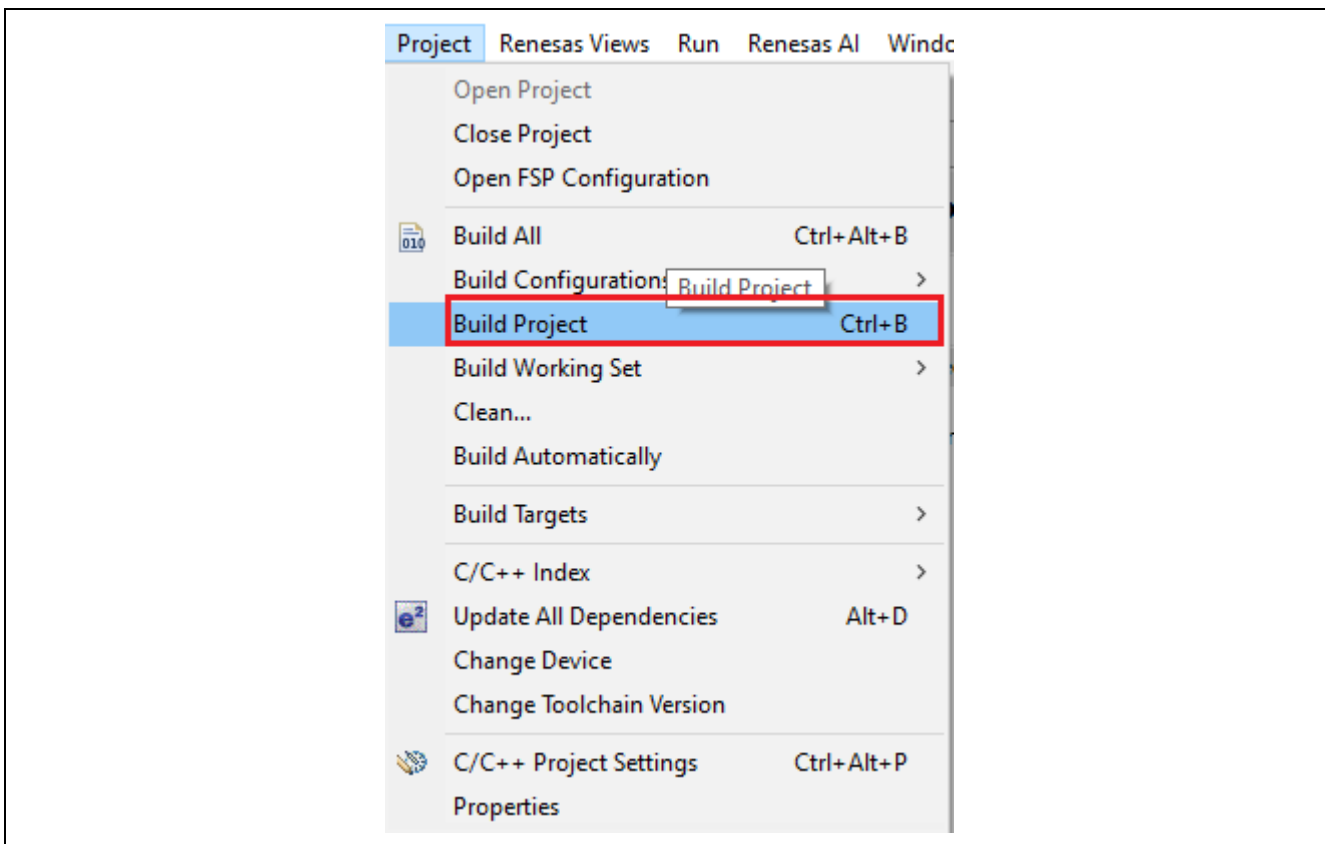 Project Renesas Views Run Renesas AI Windo
Open Project
Close Project
Open FSP Configuration
010 Build All Ctrl+Alt+B
Build Configurations >
Build Project
Build Project Ctrl+B
Build Working Set >
Clean...
Build Automatically
Build Targets >
C/C++ Index >
e² Update All Dependencies Alt+D
Change Device
Change Toolchain Version
C/C++ Project Settings Ctrl+Alt+P
Properties